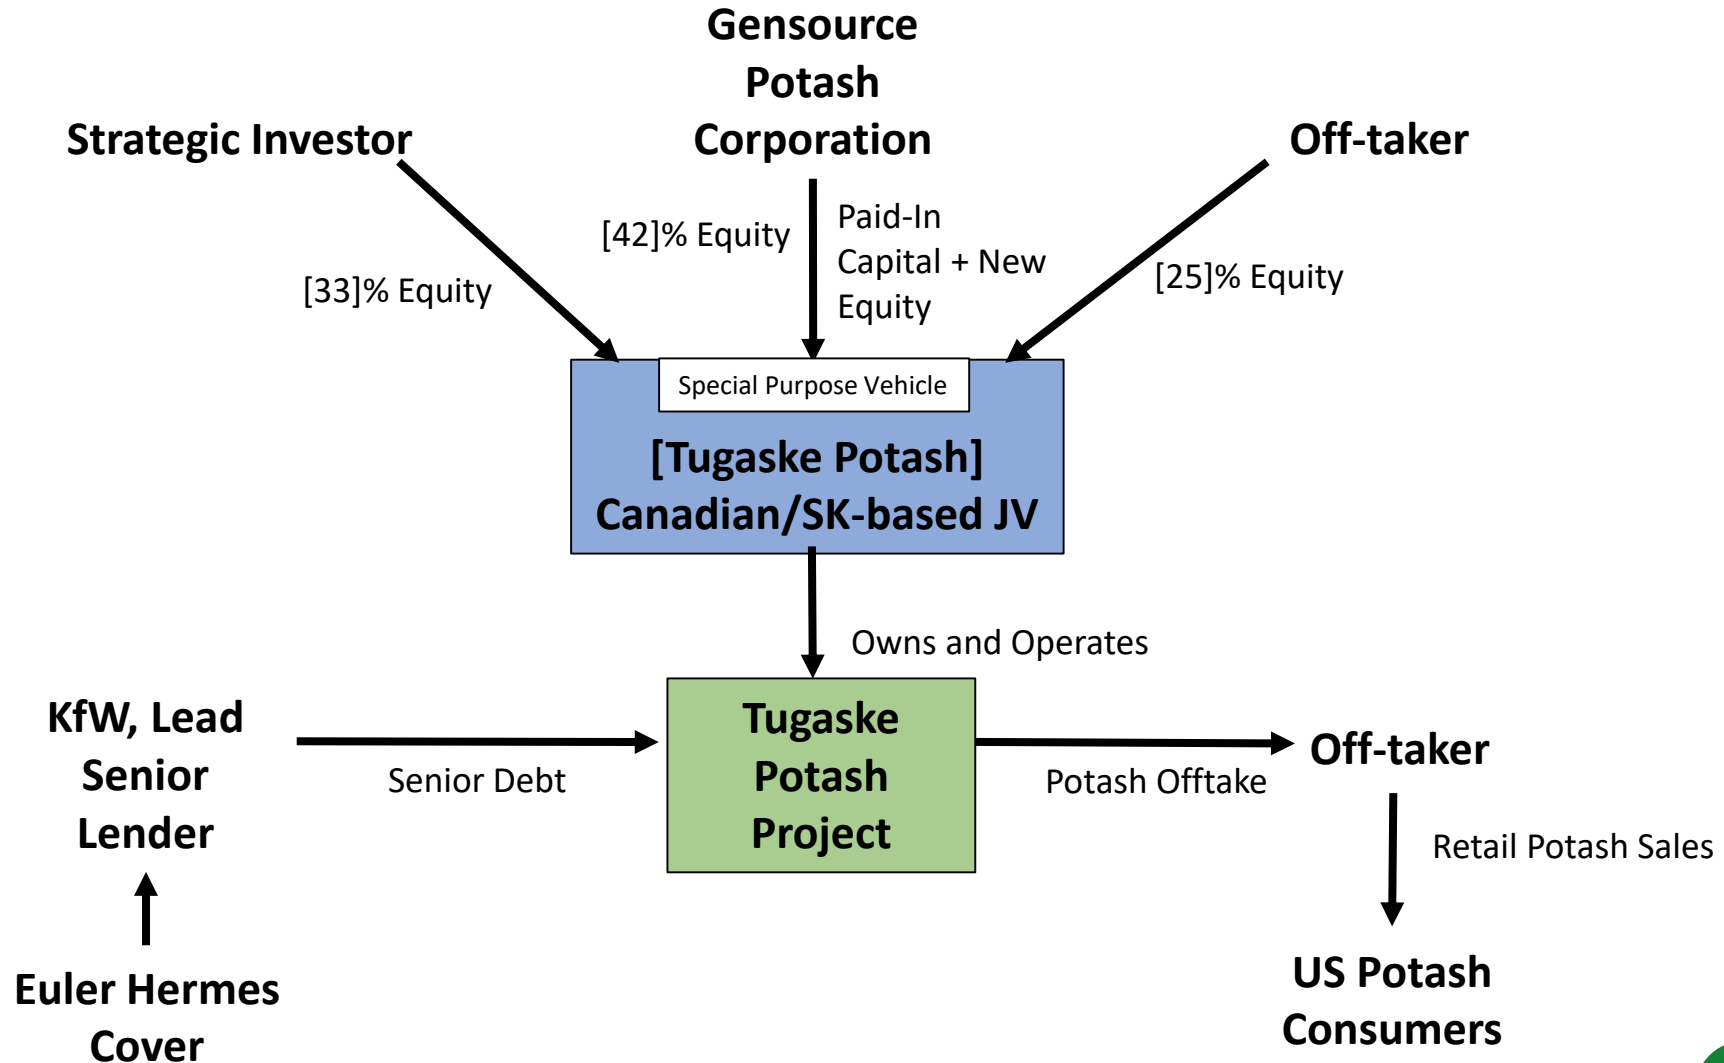 Gensource
Potash
Corporation
Strategic Investor
Off-taker
[42]% Equity
Paid-In
Capital + New
Equity
[33]% Equity
[25]% Equity
Special Purpose Vehicle
[Tugaske Potash]
Canadian/SK-based JV
Owns and Operates
KfW, Lead
Senior
Lender
Senior Debt
Tugaske
Potash
Project
Potash Offtake
Off-taker
Retail Potash Sales
Euler Hermes
Cover
US Potash
Consumers